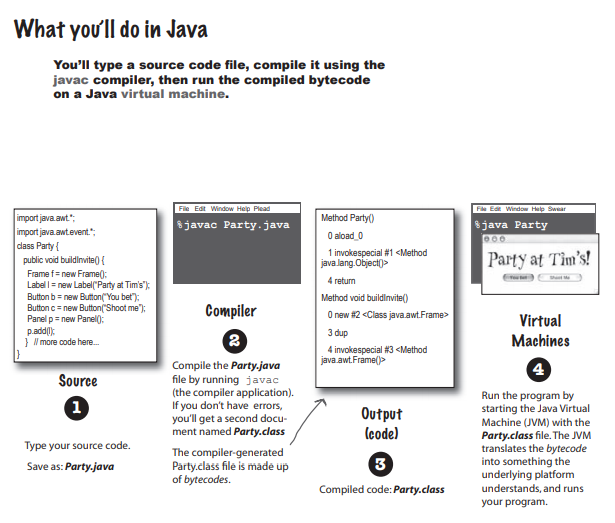 What you'll do in Java
You'll type a source code file, compile it using the
javac compiler, then run the compiled bytecode
on a Java virtual machine.
import java.awt.*;
import java.awt.event.*;
class Party {
public void buildInvite() {
Frame f = new Frame();
Label l = new Label("Party at Tim's");
Button b = new Button("You bet");
Button c = new Button("Shoot me");
Panel p = new Panel();
p.add(l);
} // more code here...
}
Source
1
Type your source code.
Save as: Party.java
File Edit Window Help Plead
%javac Party.java
Compiler
2
Compile the Party.java
file by running javac
(the compiler application).
If you don't have errors,
you'll get a second docu-
ment named Party.class
The compiler-generated
Party.class file is made up
of bytecodes.
Method Party()
0 aload_0
1 invokespecial #1 <Method
java.lang.Object()>
4 return
Method void buildInvite()
0 new #2 <Class java.awt.Frame>
3 dup
4 invokespecial #3 <Method
java.awt.Frame()>
Output
(code)
3
Compiled code: Party.class
File Edit Window Help Swear
%java Party
Party at Tim's!
You Bet
Shoot Me
Virtual
Machines
4
Run the program by
starting the Java Virtual
Machine (JVM) with the
Party.class file. The JVM
translates the bytecode
into something the
underlying platform
understands, and runs
your program.